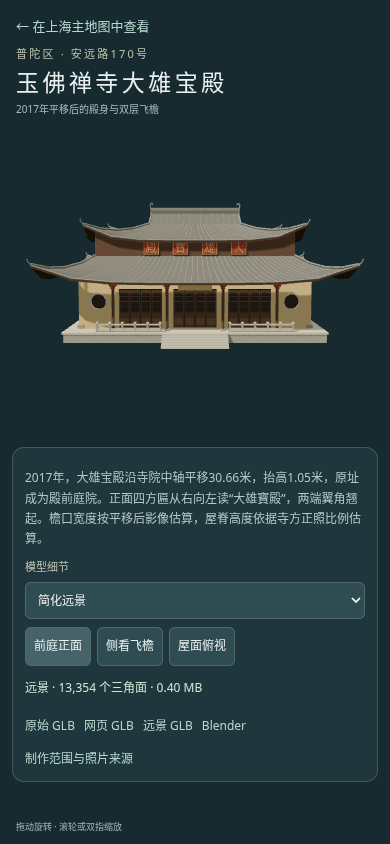 ← 在上海主地图中查看
普陀区 · 安远路170号
玉佛禅寺大雄宝殿
2017年平移后的殿身与双层飞檐
殿 寶 雄 大
2017年，大雄宝殿沿寺院中轴平移30.66米，抬高1.05米，原址
成为殿前庭院。正面四方匾从右向左读“大雄寶殿”，两端翼角翘
起。檐口宽度按平移后影像估算，屋脊高度依据寺方正照比例估
算。
模型细节
简化远景
前庭正面 侧看飞檐 屋面俯视
远景 · 13,354 个三角面 · 0.40 MB
原始 GLB 网页 GLB 远景 GLB Blender
制作范围与照片来源
拖动旋转 · 滚轮或双指缩放